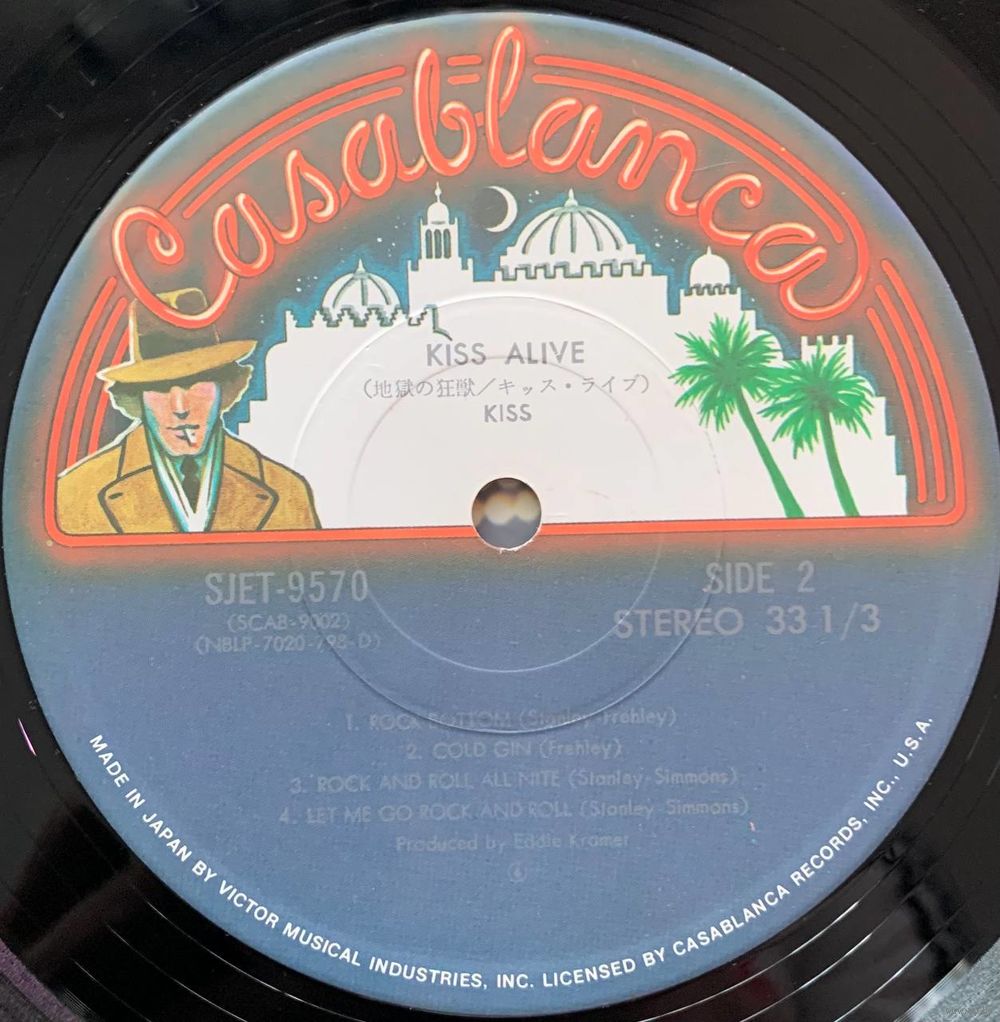 Casablanca
KISS ALIVE
(地獄の狂獣/キッス・ライブ)
KISS
SJET-9570
(SCAB-9002)
(NBLP-7020-798-D)
SIDE 2
STEREO 33 1/3
1. ROCK BOTTOM (Stanley-Frehley)
2. COLD GIN (Frehley)
3. ROCK AND ROLL ALL NITE (Stanley-Simmons)
4. LET ME GO ROCK AND ROLL (Stanley-Simmons)
Produced by Eddie Kramer
MADE IN JAPAN BY VICTOR MUSICAL INDUSTRIES, INC. LICENSED BY CASABLANCA RECORDS, INC., U.S.A.